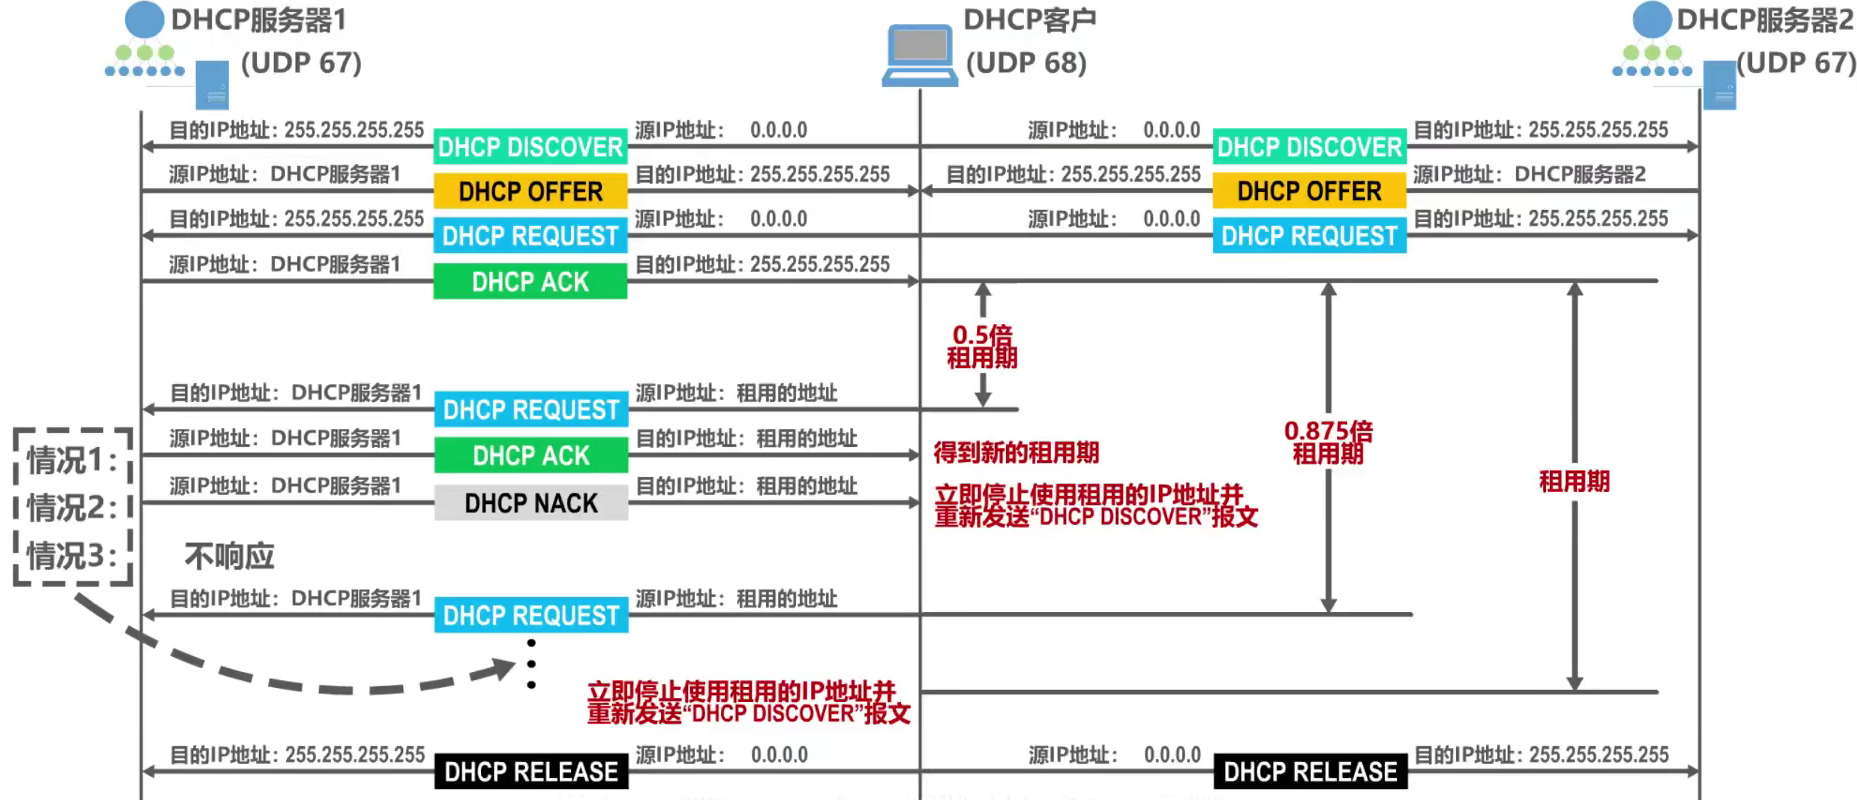 DHCP服务器1
(UDP 67)
DHCP客户
(UDP 68)
DHCP服务器2
(UDP 67)
目的IP地址: 255.255.255.255 DHCP DISCOVER 源IP地址: 0.0.0.0 源IP地址: 0.0.0.0 DHCP DISCOVER 目的IP地址: 255.255.255.255
源IP地址: DHCP服务器1 DHCP OFFER 目的IP地址: 255.255.255.255 目的IP地址: 255.255.255.255 DHCP OFFER 源IP地址: DHCP服务器2
目的IP地址: 255.255.255.255 DHCP REQUEST 源IP地址: 0.0.0.0 源IP地址: 0.0.0.0 DHCP REQUEST 目的IP地址: 255.255.255.255
源IP地址: DHCP服务器1 DHCP ACK 目的IP地址: 255.255.255.255
0.5倍
租用期
目的IP地址: DHCP服务器1 DHCP REQUEST 源IP地址: 租用的地址
0.875倍
租用期
租用期
情况1: 源IP地址: DHCP服务器1 DHCP ACK 目的IP地址: 租用的地址 得到新的租用期
情况2: 源IP地址: DHCP服务器1 DHCP NACK 目的IP地址: 租用的地址
立即停止使用租用的IP地址并
重新发送“DHCP DISCOVER”报文
情况3: 不响应
目的IP地址: DHCP服务器1 DHCP REQUEST 源IP地址: 租用的地址
立即停止使用租用的IP地址并
重新发送“DHCP DISCOVER”报文
目的IP地址: 255.255.255.255 DHCP RELEASE 源IP地址: 0.0.0.0 源IP地址: 0.0.0.0 DHCP RELEASE 目的IP地址: 255.255.255.255